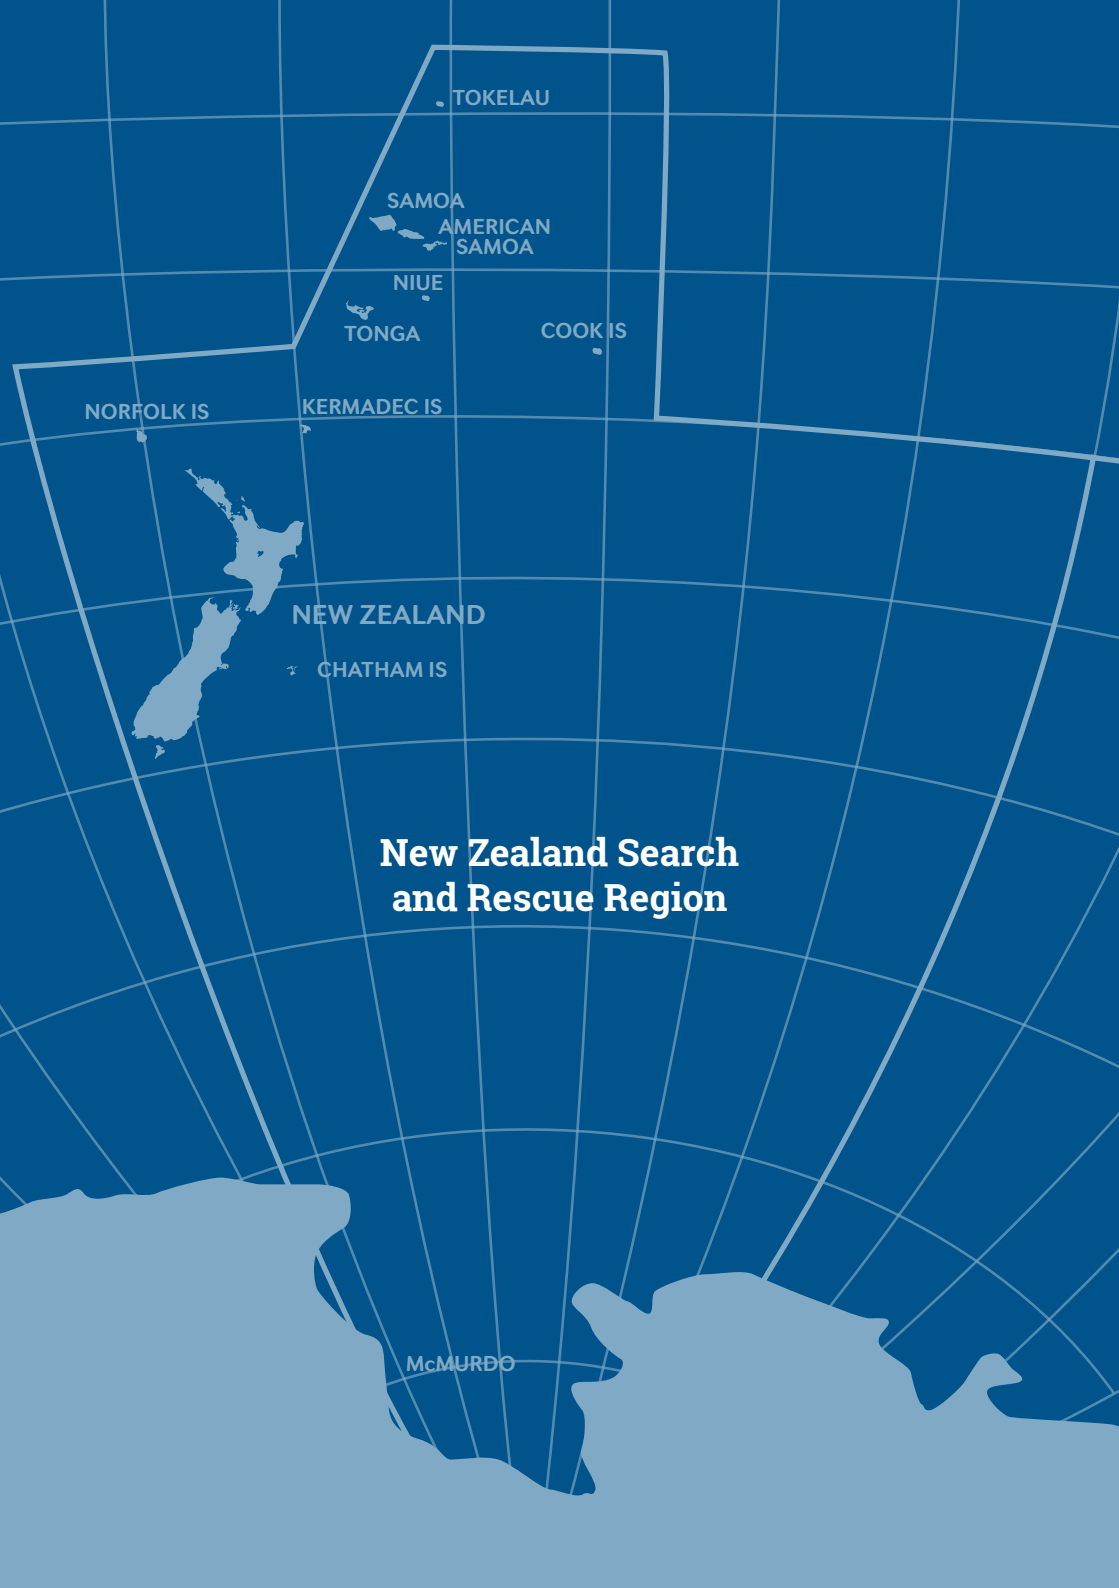 TOKELAU
SAMOA
AMERICAN
SAMOA
NIUE
TONGA
COOK IS
NORFOLK IS
KERMADEC IS
NEW ZEALAND
CHATHAM IS
New Zealand Search
and Rescue Region
McMURDO